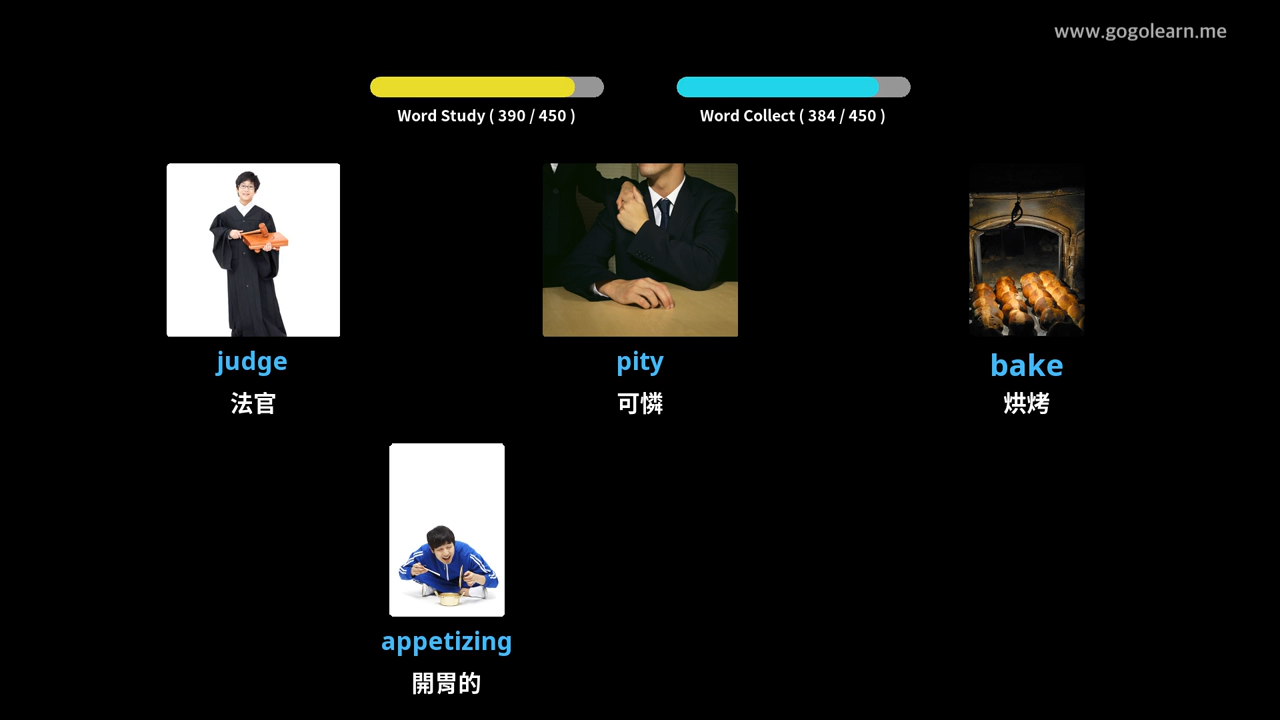 www.gogolearn.me
Word Study ( 390 / 450 )
Word Collect ( 384 / 450 )
judge
法官
pity
可憐
bake
烘烤
appetizing
開胃的